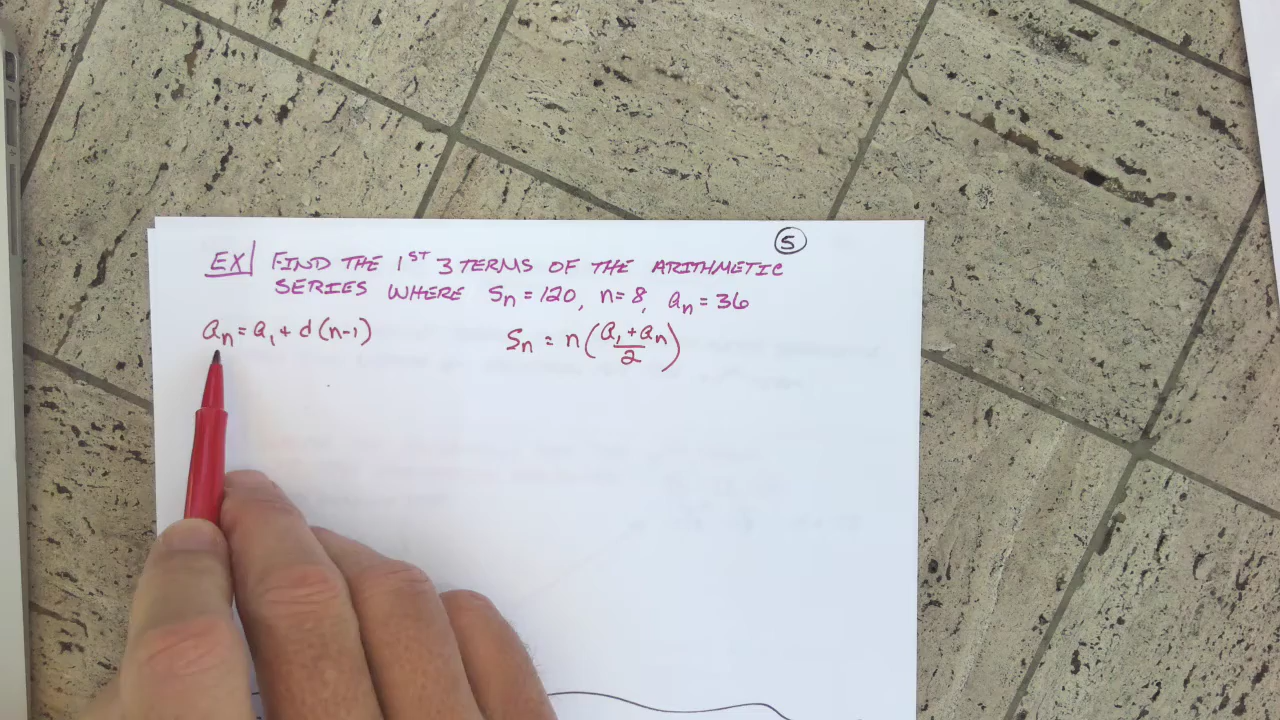 5
EX| FIND THE 1ST 3 TERMS OF THE ARITHMETIC
SERIES WHERE Sn = 120, n = 8, an = 36
an = a1 + d(n-1)
Sn = n((a1 + an)/2)